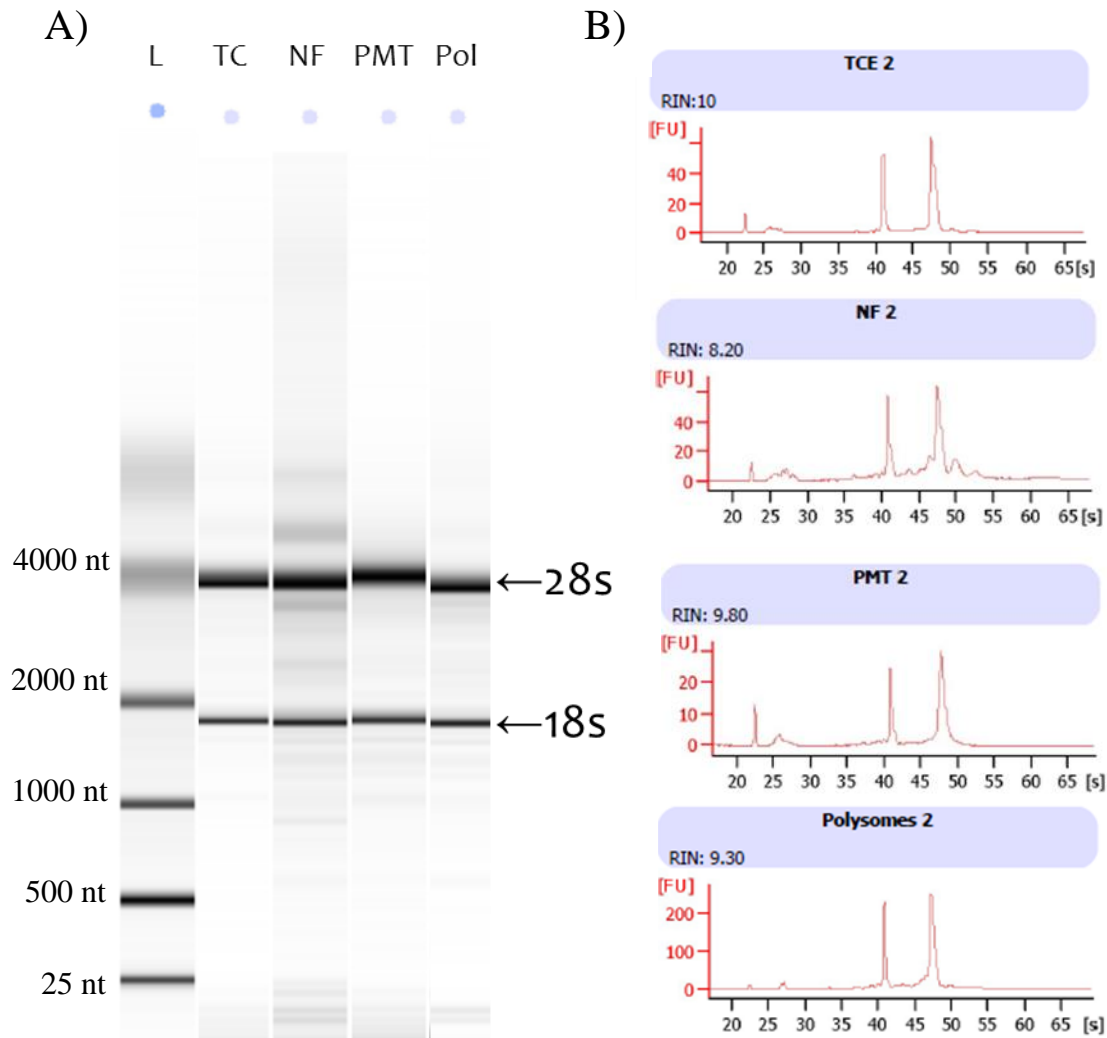 A)
L TC NF PMT Pol
4000 nt
←28s
2000 nt
←18s
1000 nt
500 nt
25 nt
B)
TCE 2
RIN:10
[FU]
40
20
0
20 25 30 35 40 45 50 55 60 65[s]
NF 2
RIN: 8.20
[FU]
40
20
0
20 25 30 35 40 45 50 55 60 65 [s]
PMT 2
RIN: 9.80
[FU]
20
10
0
20 25 30 35 40 45 50 55 60 65 [s]
Polysomes 2
RIN: 9.30
[FU]
200
100
0
20 25 30 35 40 45 50 55 60 65 [s]